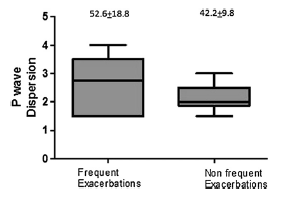 52.6±18.8
42.2±9.8
5
4
3
2
1
0
P wave
Dispersion
Frequent
Exacerbations
Non frequent
Exacerbations